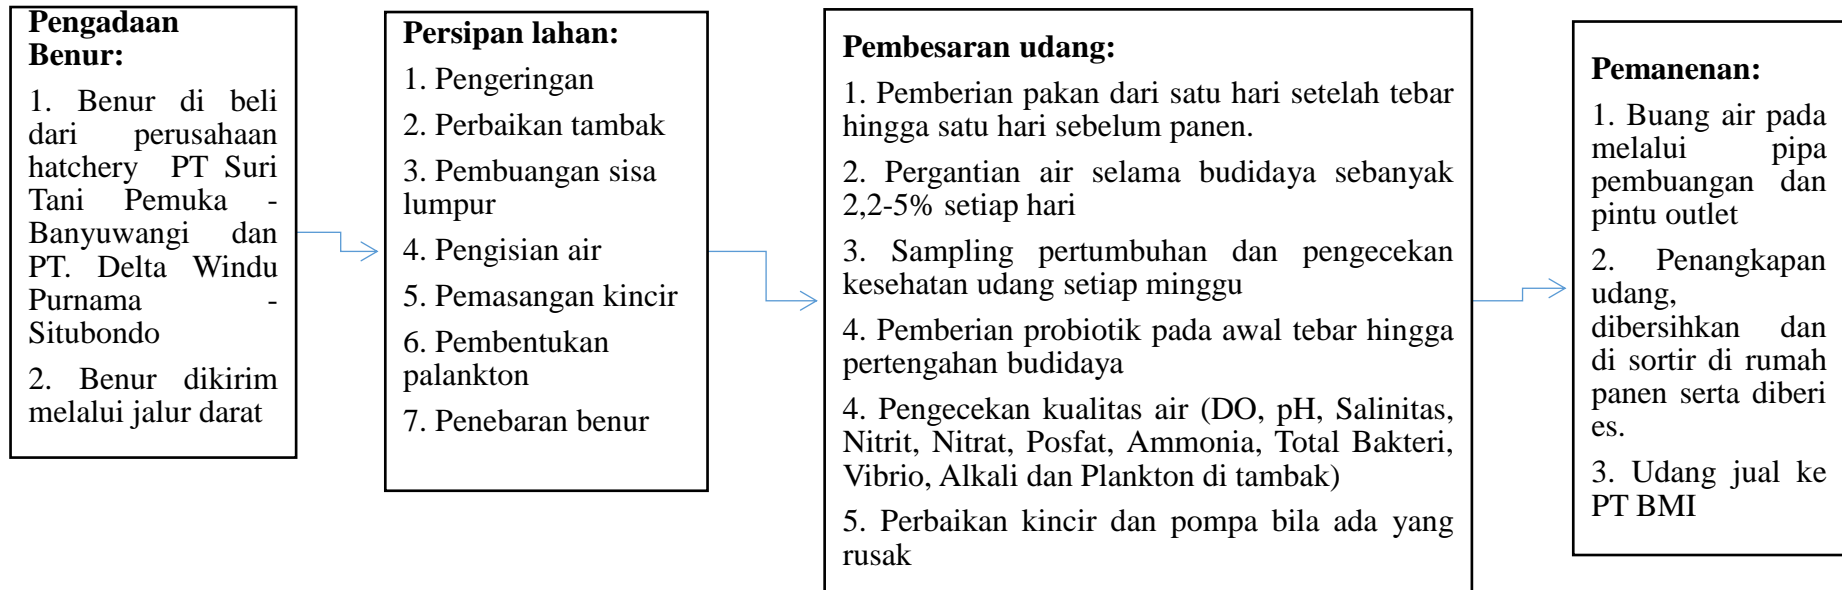 Pengadaan
Benur:
1. Benur di beli
dari perusahaan
hatchery PT Suri
Tani Pemuka -
Banyuwangi dan
PT. Delta Windu
Purnama -
Situbondo
2. Benur dikirim
melalui jalur darat
Persipan lahan:
1. Pengeringan
2. Perbaikan tambak
3. Pembuangan sisa
lumpur
4. Pengisian air
5. Pemasangan kincir
6. Pembentukan
palankton
7. Penebaran benur
Pembesaran udang:
1. Pemberian pakan dari satu hari setelah tebar
hingga satu hari sebelum panen.
2. Pergantian air selama budidaya sebanyak
2,2-5% setiap hari
3. Sampling pertumbuhan dan pengecekan
kesehatan udang setiap minggu
4. Pemberian probiotik pada awal tebar hingga
pertengahan budidaya
4. Pengecekan kualitas air (DO, pH, Salinitas,
Nitrit, Nitrat, Posfat, Ammonia, Total Bakteri,
Vibrio, Alkali dan Plankton di tambak)
5. Perbaikan kincir dan pompa bila ada yang
rusak
Pemanenan:
1. Buang air pada
melalui pipa
pembuangan dan
pintu outlet
2. Penangkapan
udang,
dibersihkan dan
di sortir di rumah
panen serta diberi
es.
3. Udang jual ke
PT BMI